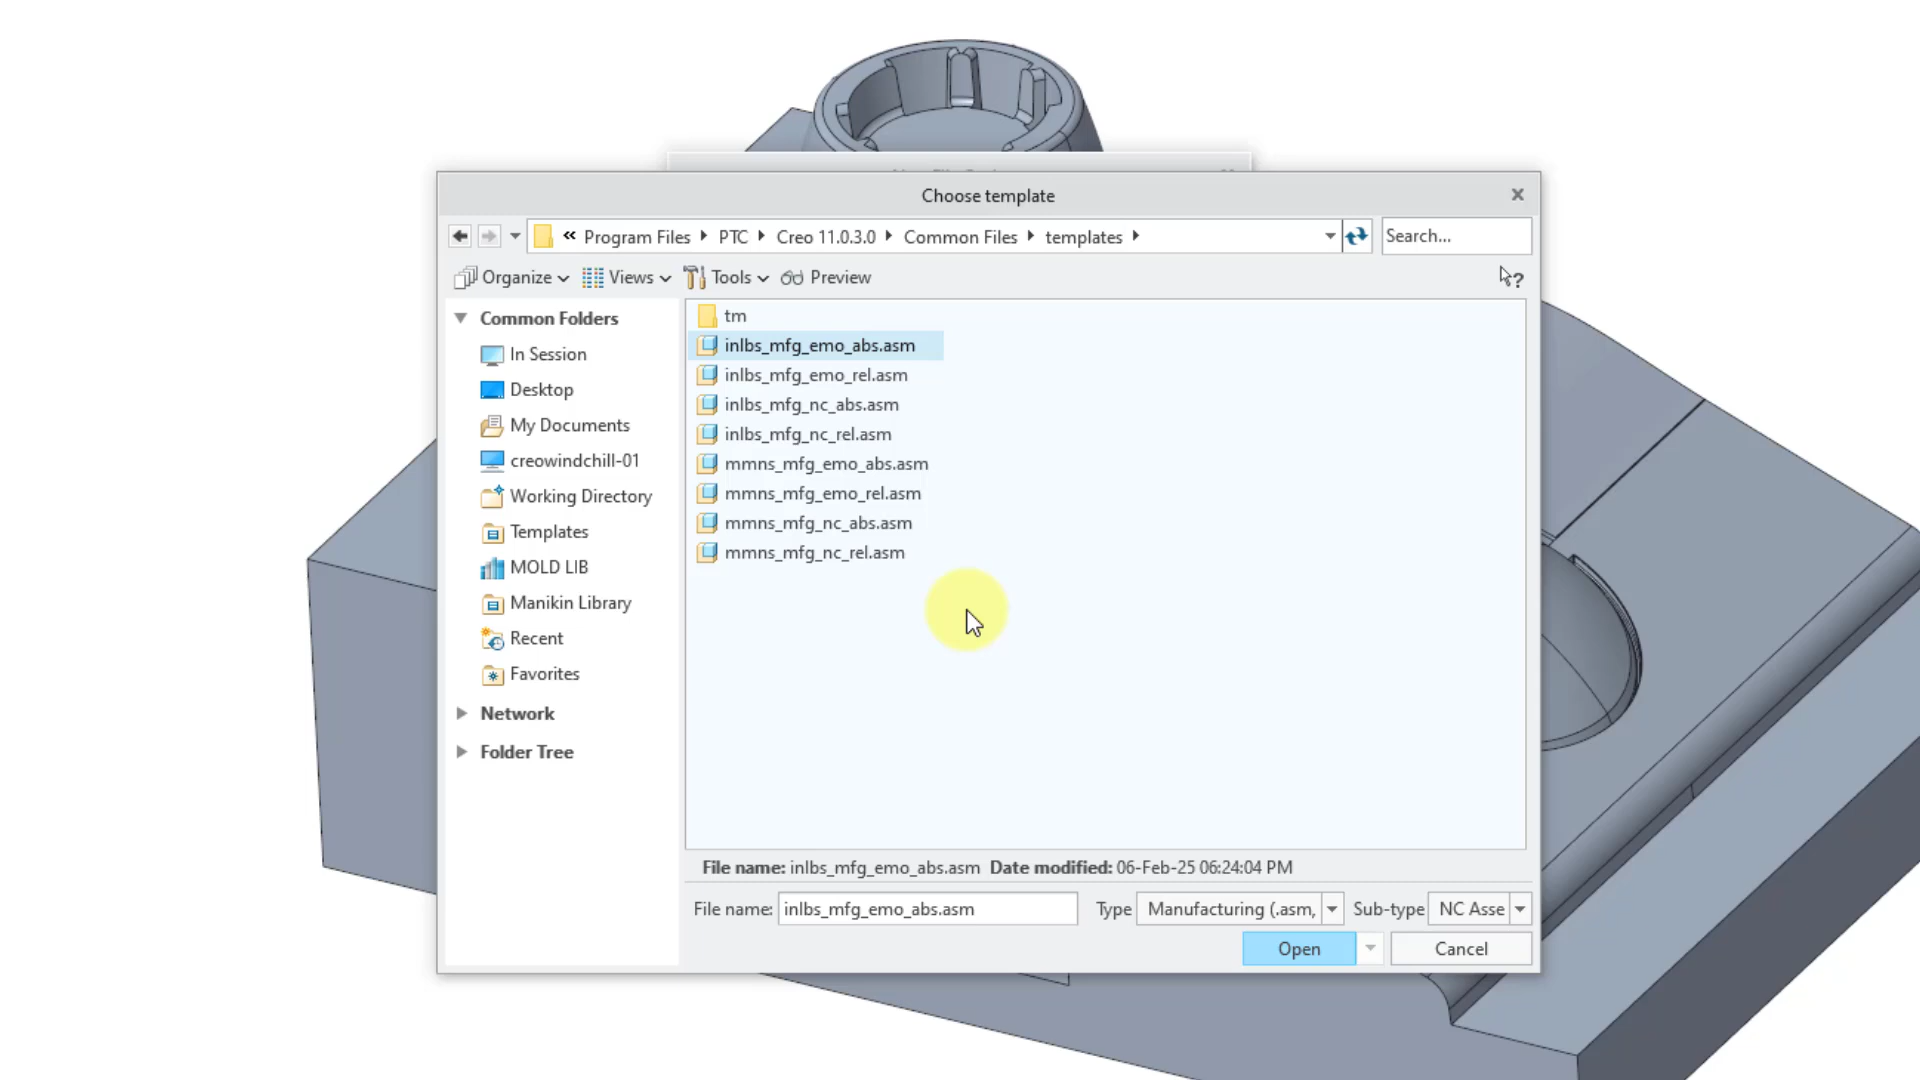 Choose template
« Program Files PTC Creo 11.0.3.0 Common Files templates
Search...
Organize Views Tools Preview
Common Folders
In Session
Desktop
My Documents
creowindchill-01
Working Directory
Templates
MOLD LIB
Manikin Library
Recent
Favorites
Network
Folder Tree
tm
inlbs_mfg_emo_abs.asm
inlbs_mfg_emo_rel.asm
inlbs_mfg_nc_abs.asm
inlbs_mfg_nc_rel.asm
mmns_mfg_emo_abs.asm
mmns_mfg_emo_rel.asm
mmns_mfg_nc_abs.asm
mmns_mfg_nc_rel.asm
File name: inlbs_mfg_emo_abs.asm Date modified: 06-Feb-25 06:24:04 PM
File name: inlbs_mfg_emo_abs.asm Type Manufacturing (.asm, Sub-type NC Asse
Open Cancel